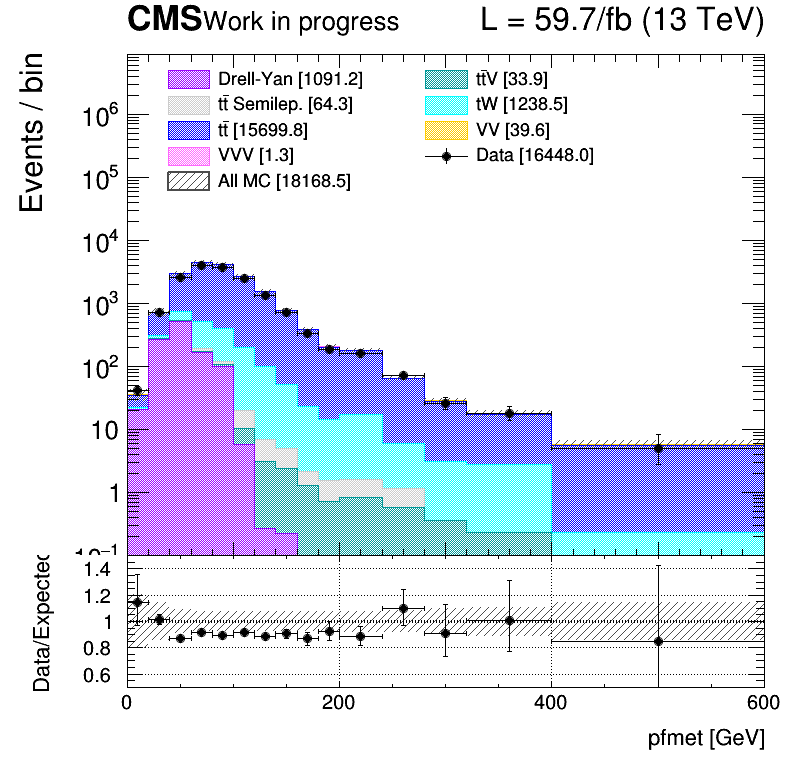 CMS Work in progress L = 59.7/fb (13 TeV)
Events / bin
Drell-Yan [1091.2]
tt̄ Semilep. [64.3]
tt̄ [15699.8]
VVV [1.3]
All MC [18168.5]
tt̄V [33.9]
tW [1238.5]
VV [39.6]
Data [16448.0]
10⁶
10⁵
10⁴
10³
10²
10
1
10⁻¹
Data/Expected
1.4
1.2
1
0.8
0.6
0 200 400 600
pfmet [GeV]